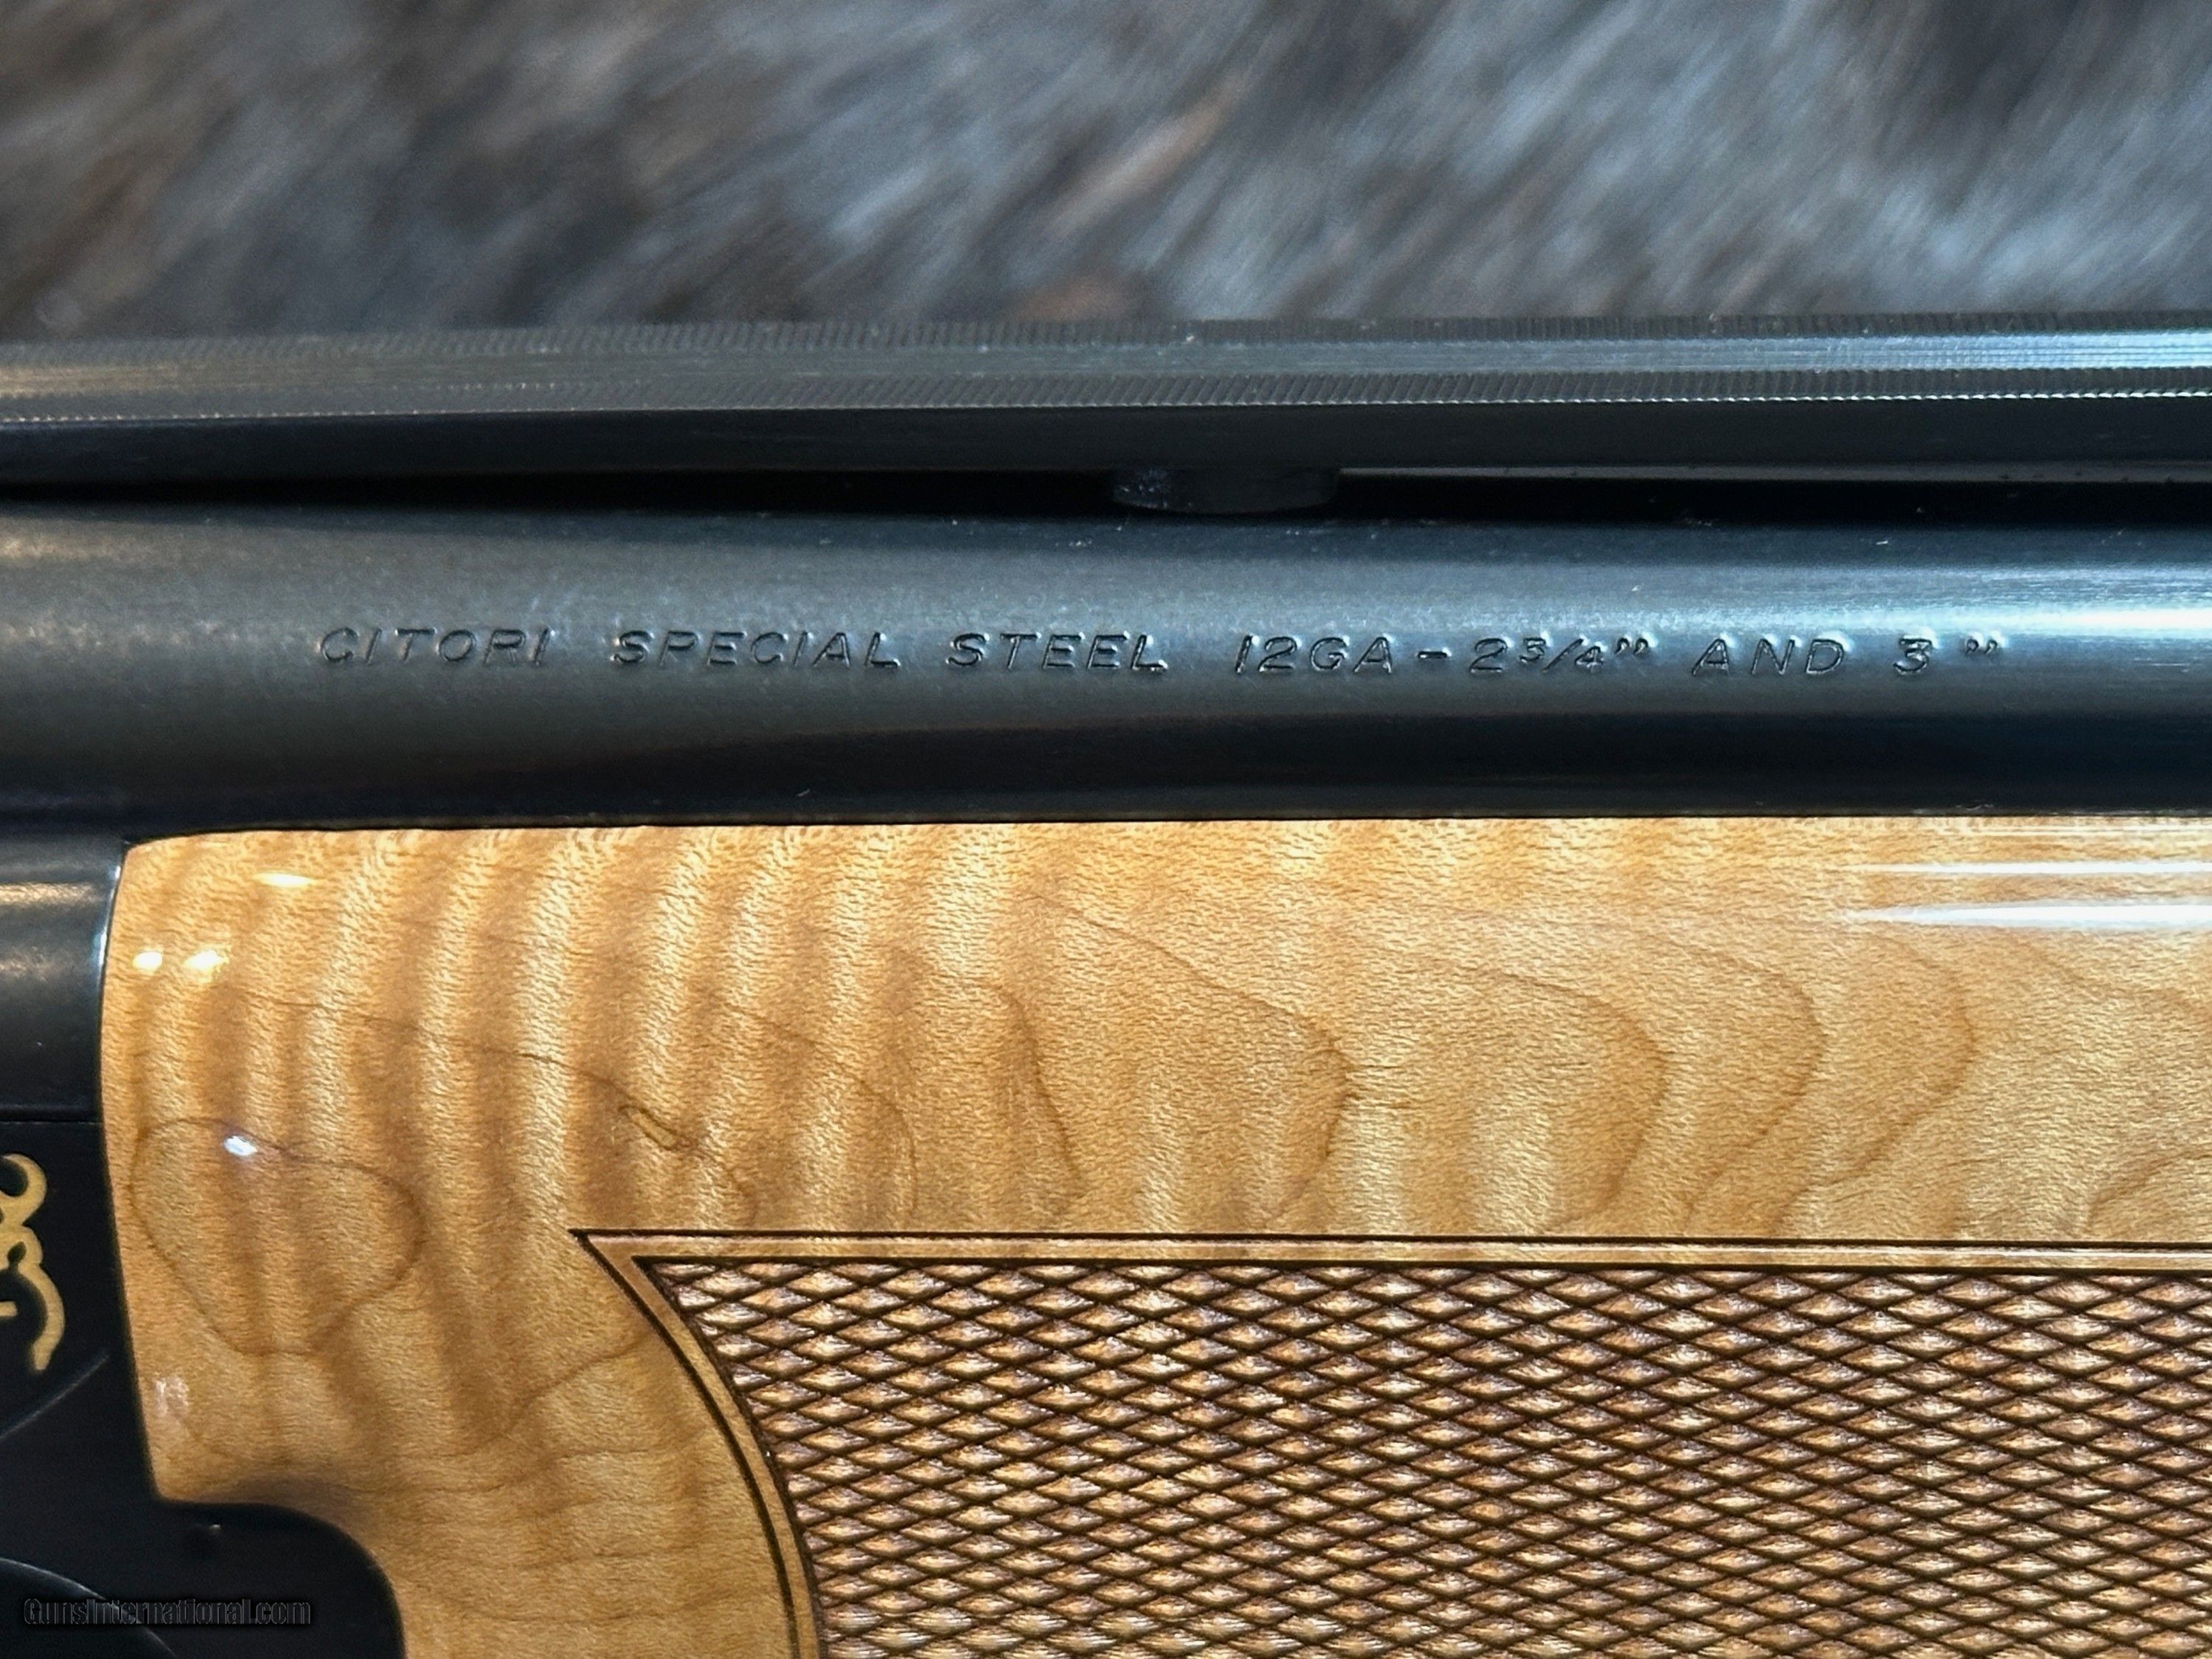 CITORI SPECIAL STEEL 12GA-2¾" AND 3"
GunsInternational.com